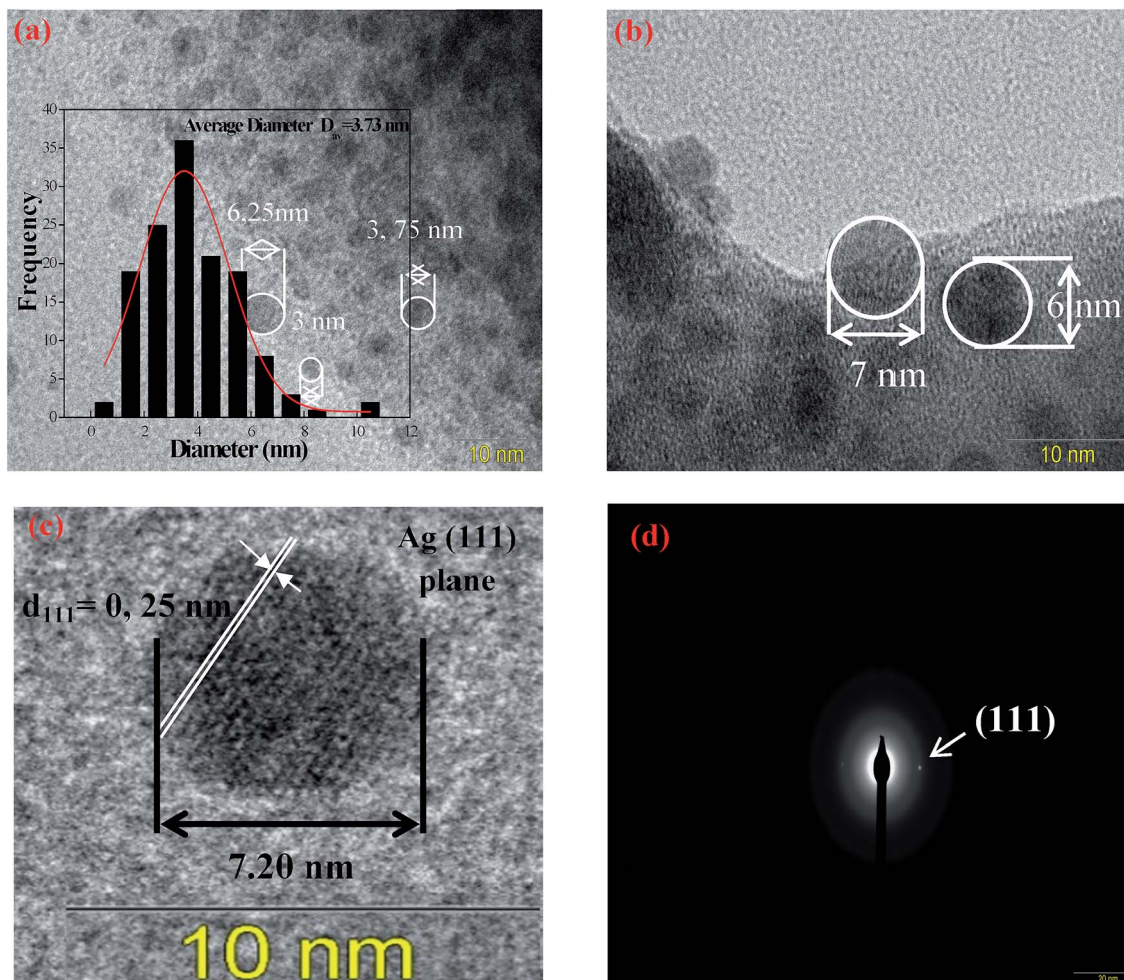 (a)
Average Diameter D_av=3.73 nm
Frequency
40
35
30
25
20
15
10
5
0
0 2 4 6 8 10 12
Diameter (nm)
6,25nm
3 nm
3, 75 nm
10 nm
(b)
7 nm
6 nm
10 nm
(c)
Ag (111)
plane
d₁₁₁= 0, 25 nm
7.20 nm
10 nm
(d)
(111)
20 nm